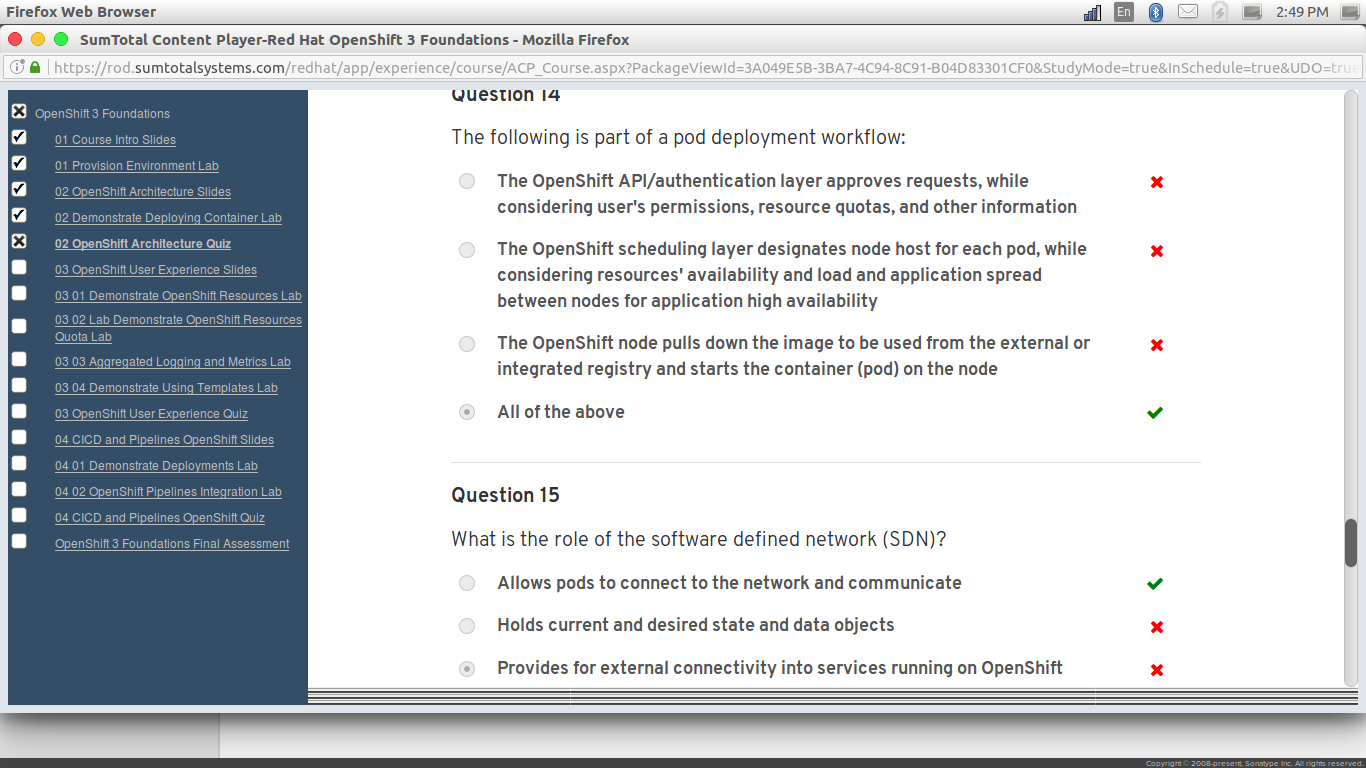 Firefox Web Browser
En
2:49 PM
SumTotal Content Player-Red Hat OpenShift 3 Foundations - Mozilla Firefox
https://rod.sumtotalsystems.com/redhat/app/experience/course/ACP_Course.aspx?PackageViewId=3A049E5B-3BA7-4C94-8C91-B04D83301CF0&StudyMode=true&InSchedule=true&UDO=true
OpenShift 3 Foundations
01 Course Intro Slides
01 Provision Environment Lab
02 OpenShift Architecture Slides
02 Demonstrate Deploying Container Lab
02 OpenShift Architecture Quiz
03 OpenShift User Experience Slides
03 01 Demonstrate OpenShift Resources Lab
03 02 Lab Demonstrate OpenShift Resources
Quota Lab
03 03 Aggregated Logging and Metrics Lab
03 04 Demonstrate Using Templates Lab
03 OpenShift User Experience Quiz
04 CICD and Pipelines OpenShift Slides
04 01 Demonstrate Deployments Lab
04 02 OpenShift Pipelines Integration Lab
04 CICD and Pipelines OpenShift Quiz
OpenShift 3 Foundations Final Assessment
Question 14
The following is part of a pod deployment workflow:
The OpenShift API/authentication layer approves requests, while
considering user's permissions, resource quotas, and other information
The OpenShift scheduling layer designates node host for each pod, while
considering resources' availability and load and application spread
between nodes for application high availability
The OpenShift node pulls down the image to be used from the external or
integrated registry and starts the container (pod) on the node
All of the above
Question 15
What is the role of the software defined network (SDN)?
Allows pods to connect to the network and communicate
Holds current and desired state and data objects
Provides for external connectivity into services running on OpenShift
Copyright © 2008-present, Sonatype Inc. All rights reserved.